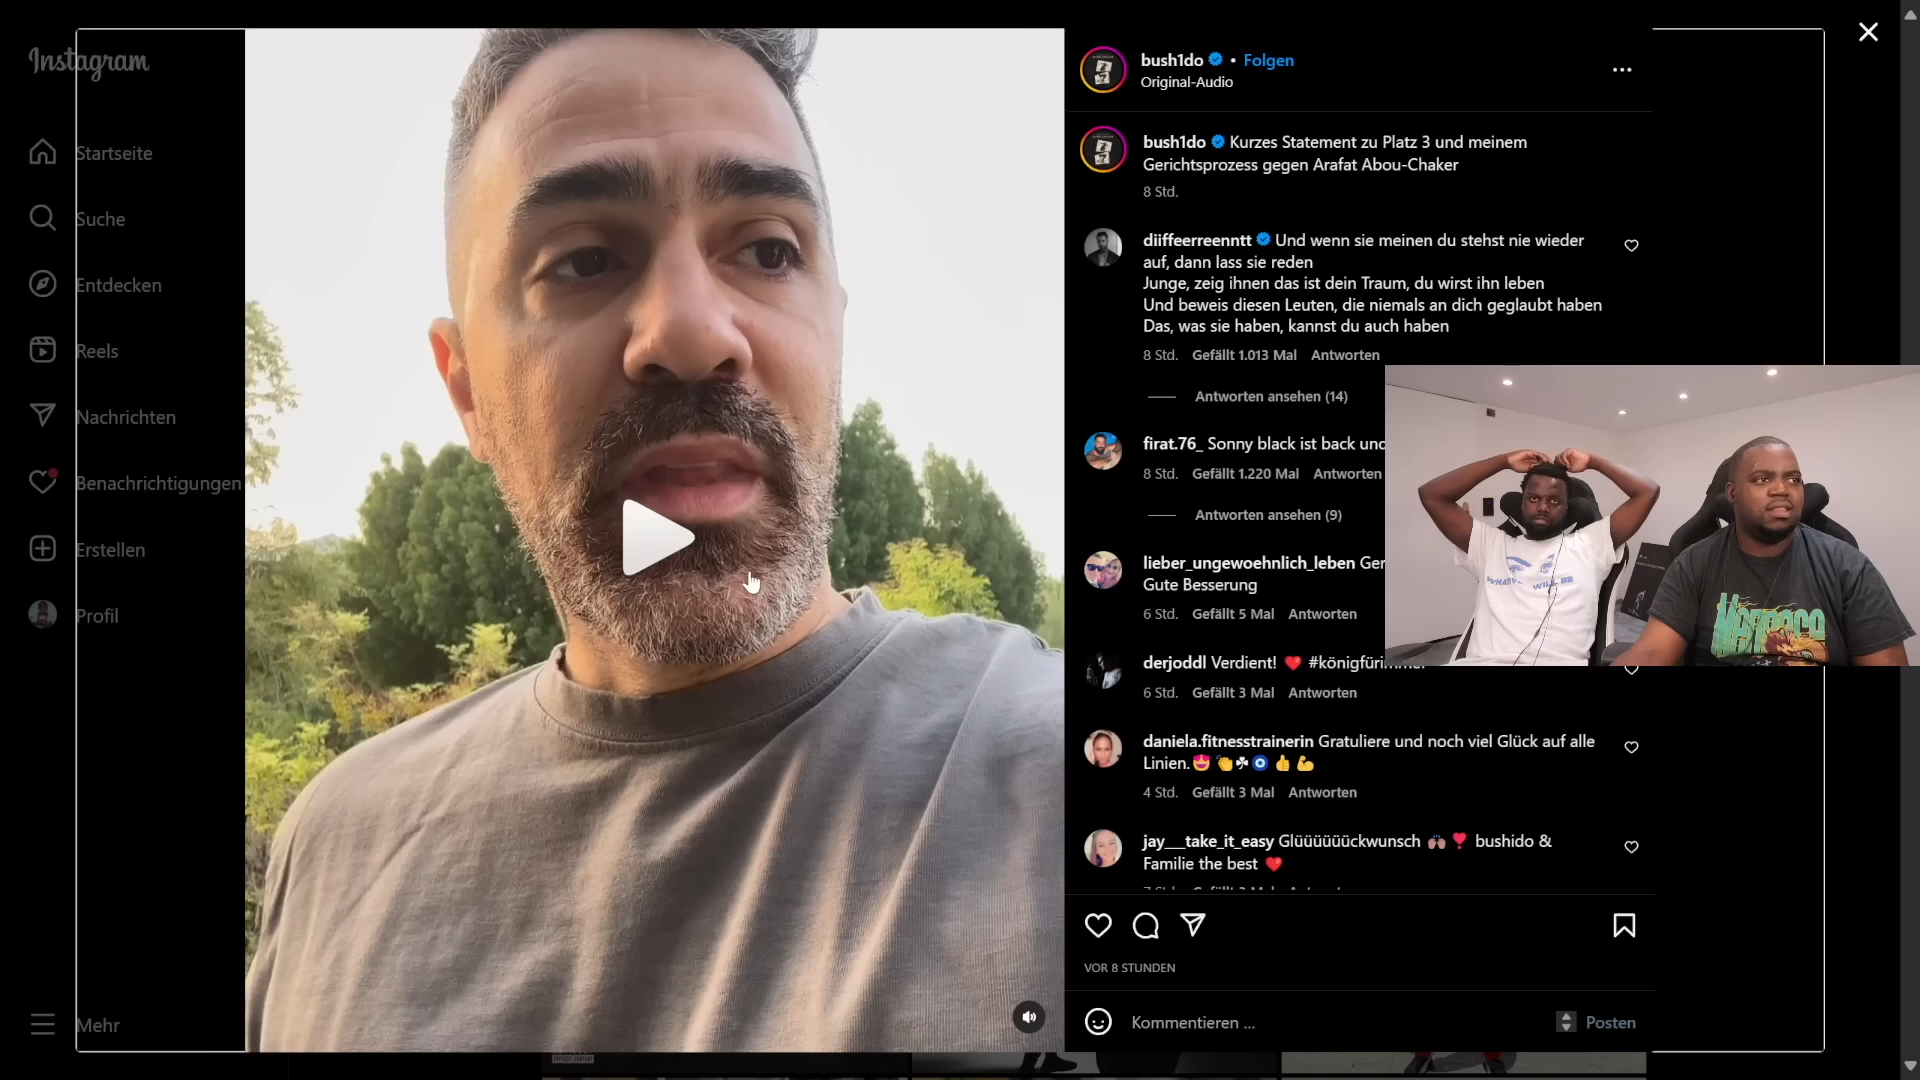 Instagram
Startseite
Suche
Entdecken
Reels
Nachrichten
Benachrichtigungen
Erstellen
Profil
Mehr
bush1do • Folgen
Original-Audio
bush1do Kurzes Statement zu Platz 3 und meinem
Gerichtsprozess gegen Arafat Abou-Chaker
8 Std.
diiffeerreenntt Und wenn sie meinen du stehst nie wieder
auf, dann lass sie reden
Junge, zeig ihnen das ist dein Traum, du wirst ihn leben
Und beweis diesen Leuten, die niemals an dich geglaubt haben
Das, was sie haben, kannst du auch haben
8 Std. Gefällt 1.013 Mal Antworten
Antworten ansehen (14)
firat.76_ Sonny black ist back und
8 Std. Gefällt 1.220 Mal Antworten
Antworten ansehen (9)
lieber_ungewoehnlich_leben
Gute Besserung
6 Std. Gefällt 5 Mal Antworten
derjoddl Verdient! ❤️ #königfürimmer
6 Std. Gefällt 3 Mal Antworten
daniela.fitnesstrainerin Gratuliere und noch viel Glück auf alle
Linien.😍👏☘🧿👍💪
4 Std. Gefällt 3 Mal Antworten
jay___take_it_easy Glüüüüüückwunsch 🙌🏽❣️ bushido &
Familie the best ❤️
VOR 8 STUNDEN
Kommentieren ...
Posten
WILL BE